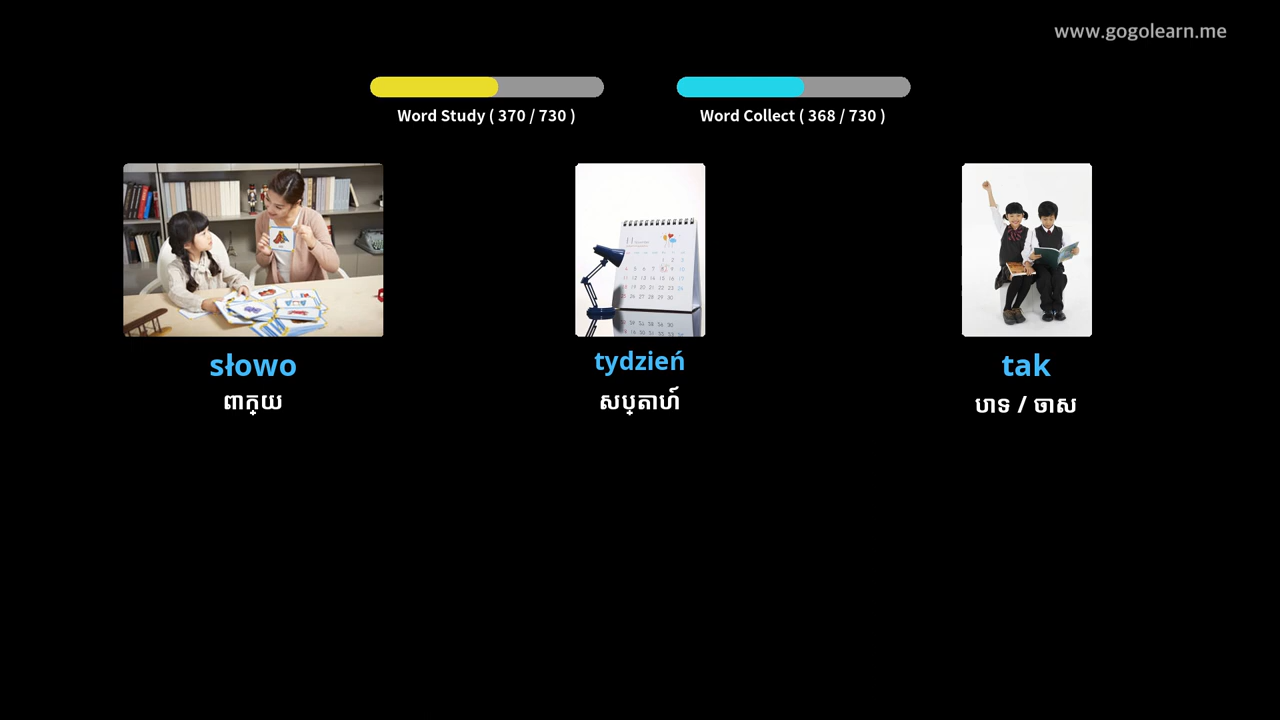 www.gogolearn.me
Word Study ( 370 / 730 )
Word Collect ( 368 / 730 )
słowo
tydzień
tak
ពាក្យ
សប្តាហ៍
បាទ / ចាស